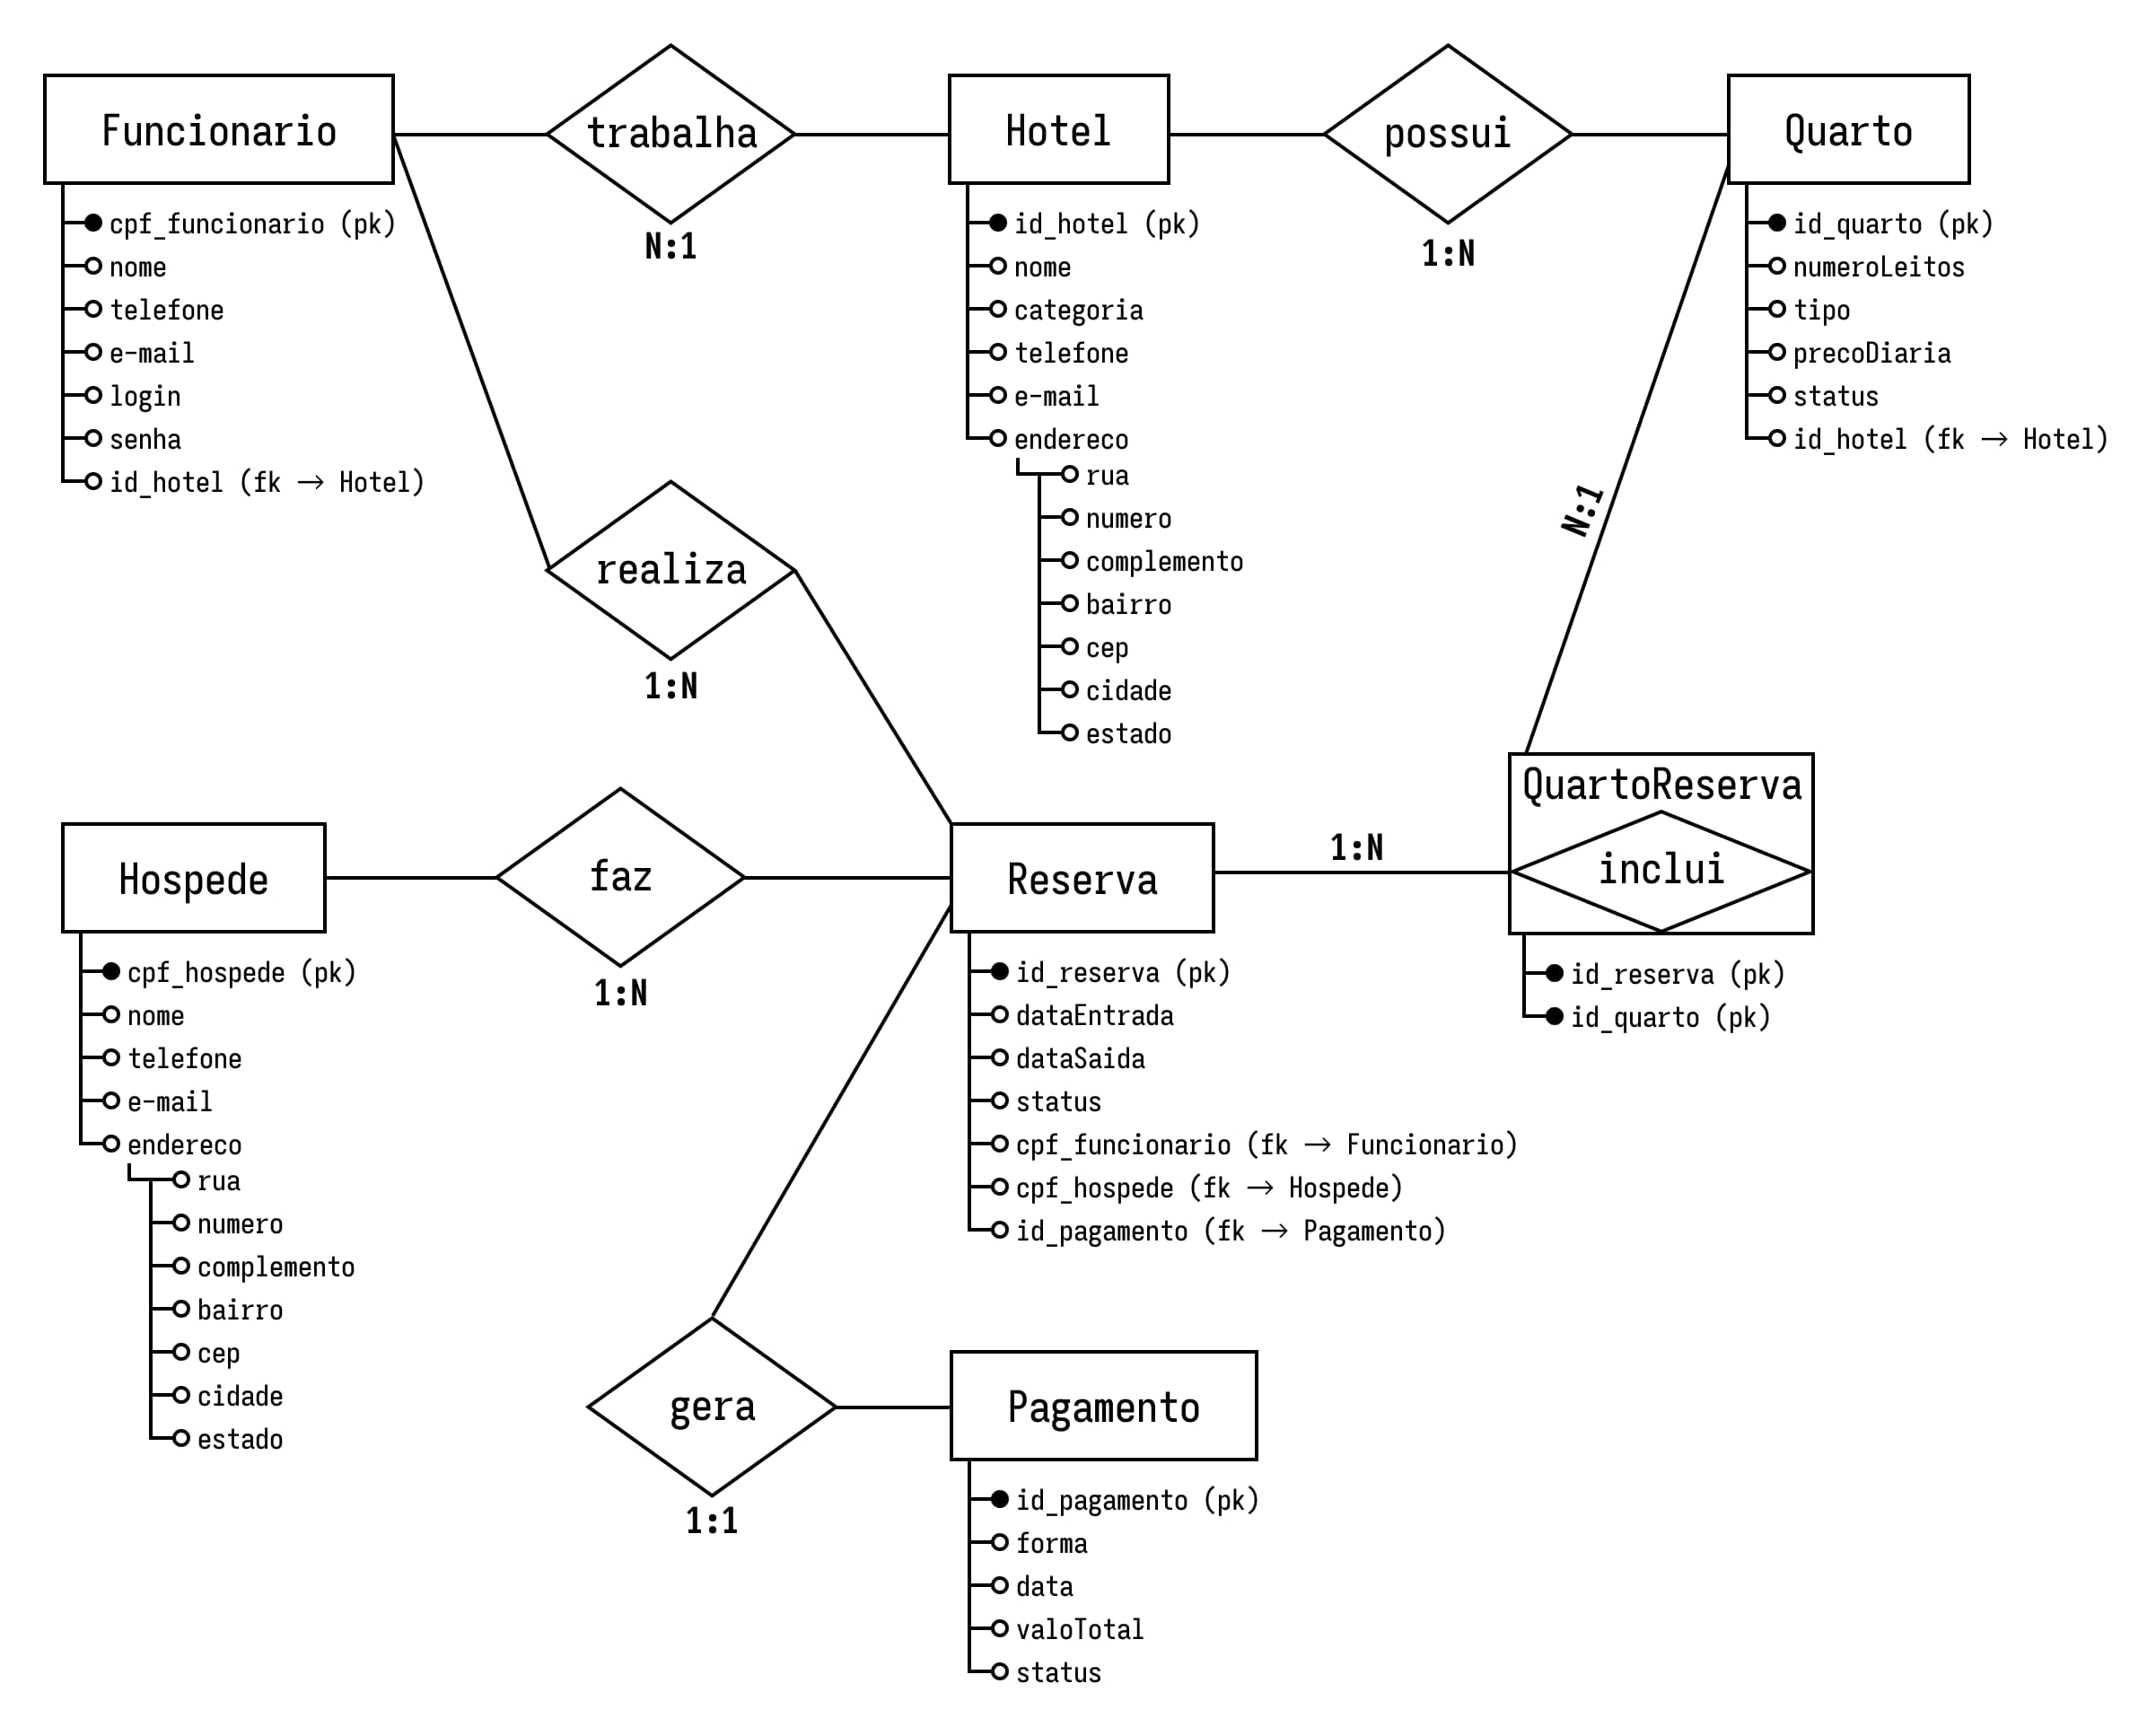 Funcionario
trabalha
N:1
Hotel
possui
1:N
Quarto
cpf_funcionario (pk)
nome
telefone
e-mail
login
senha
id_hotel (fk → Hotel)
id_hotel (pk)
nome
categoria
telefone
e-mail
endereco
rua
numero
complemento
bairro
cep
cidade
estado
id_quarto (pk)
numeroLeitos
tipo
precoDiaria
status
id_hotel (fk → Hotel)
N:1
realiza
1:N
Hospede
faz
1:N
Reserva
1:N
QuartoReserva
inclui
cpf_hospede (pk)
nome
telefone
e-mail
endereco
rua
numero
complemento
bairro
cep
cidade
estado
id_reserva (pk)
dataEntrada
dataSaida
status
cpf_funcionario (fk → Funcionario)
cpf_hospede (fk → Hospede)
id_pagamento (fk → Pagamento)
id_reserva (pk)
id_quarto (pk)
gera
1:1
Pagamento
id_pagamento (pk)
forma
data
valoTotal
status